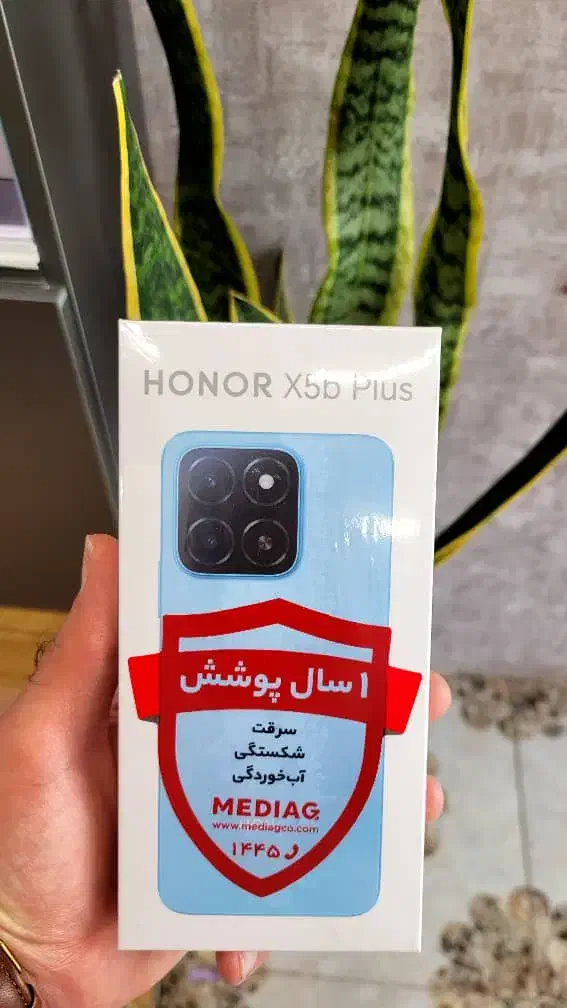 HONOR X5b Plus
۱ سال پوشش
سرقت
شکستگی
آب‌خوردگی
MEDIAG
www.mediagco.com
۱۴۴۵